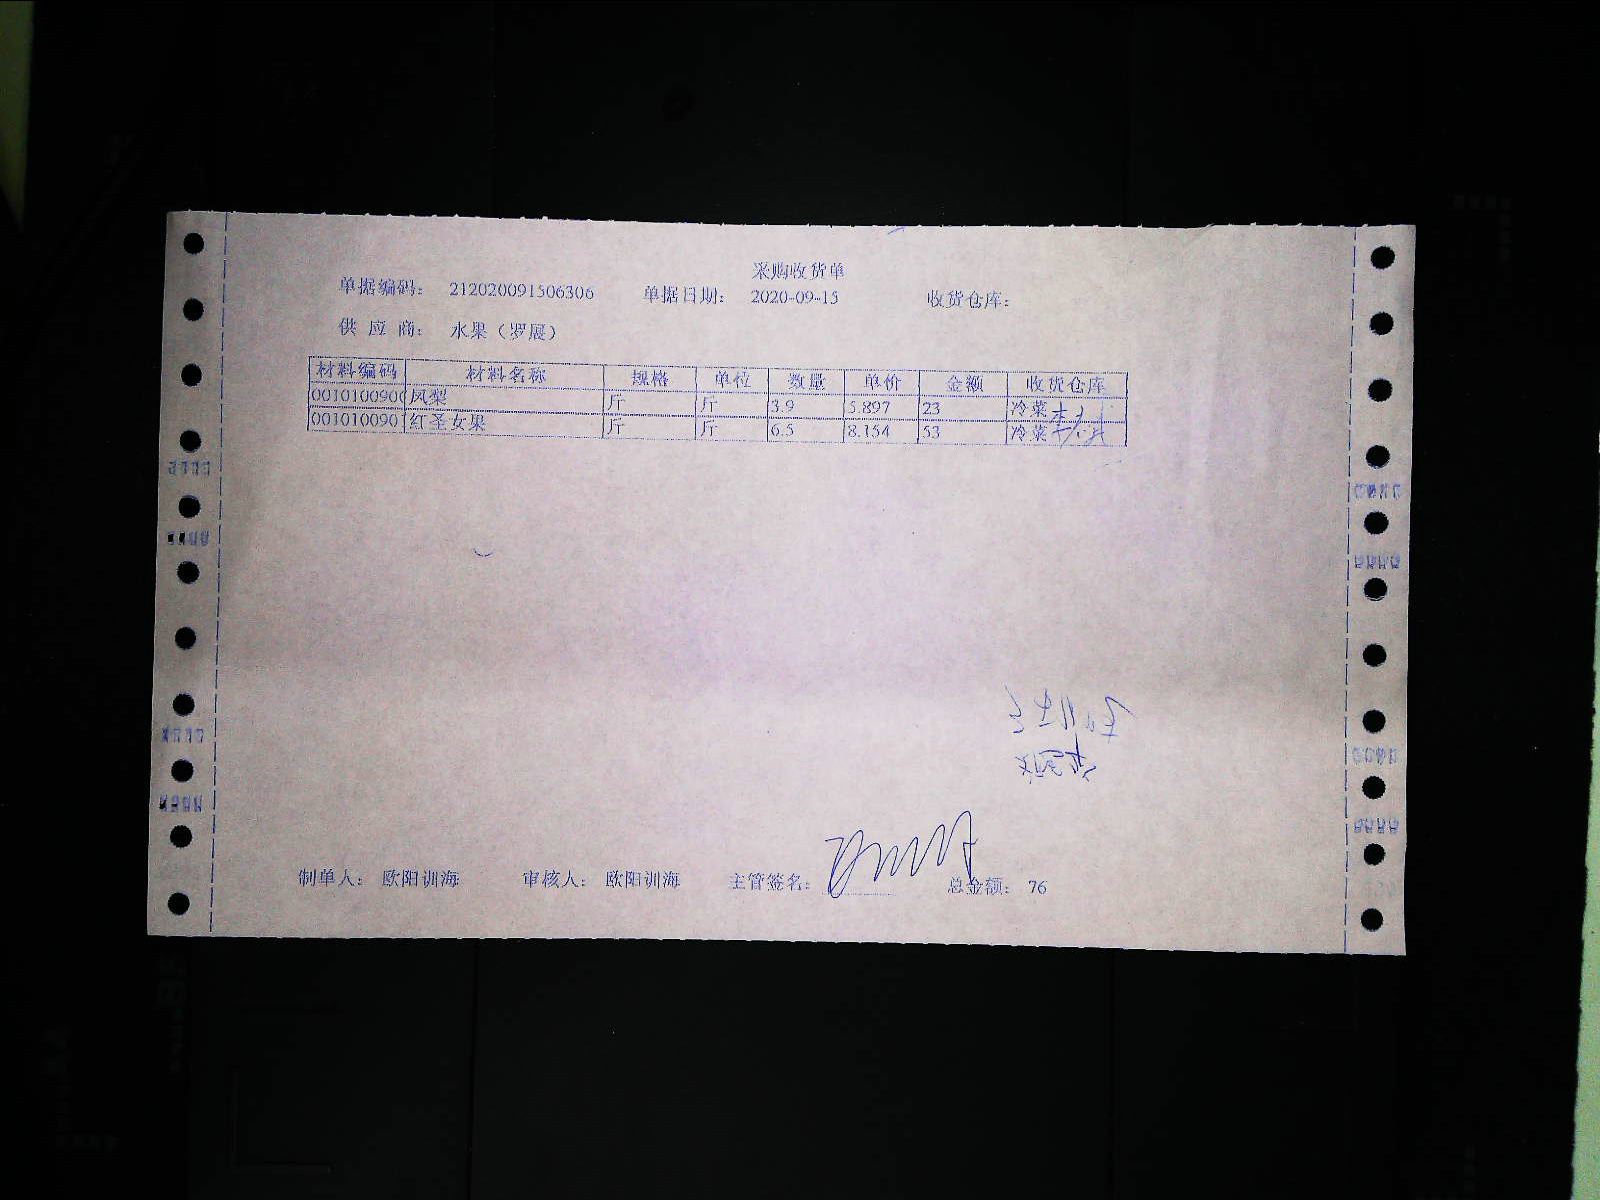 采购收货单
单据编码： 212020091506306 单据日期： 2020-09-15 收货仓库：
供 应 商： 水果（罗展）
材料编码 材料名称 规格 单位 数量 单价 金额 收货仓库
001010090 凤梨 斤 斤 3.9 5.897 23 冷菜
001010090 红圣女果 斤 斤 6.5 8.154 53 冷菜
制单人： 欧阳训海 审核人： 欧阳训海 主管签名： 总金额： 76